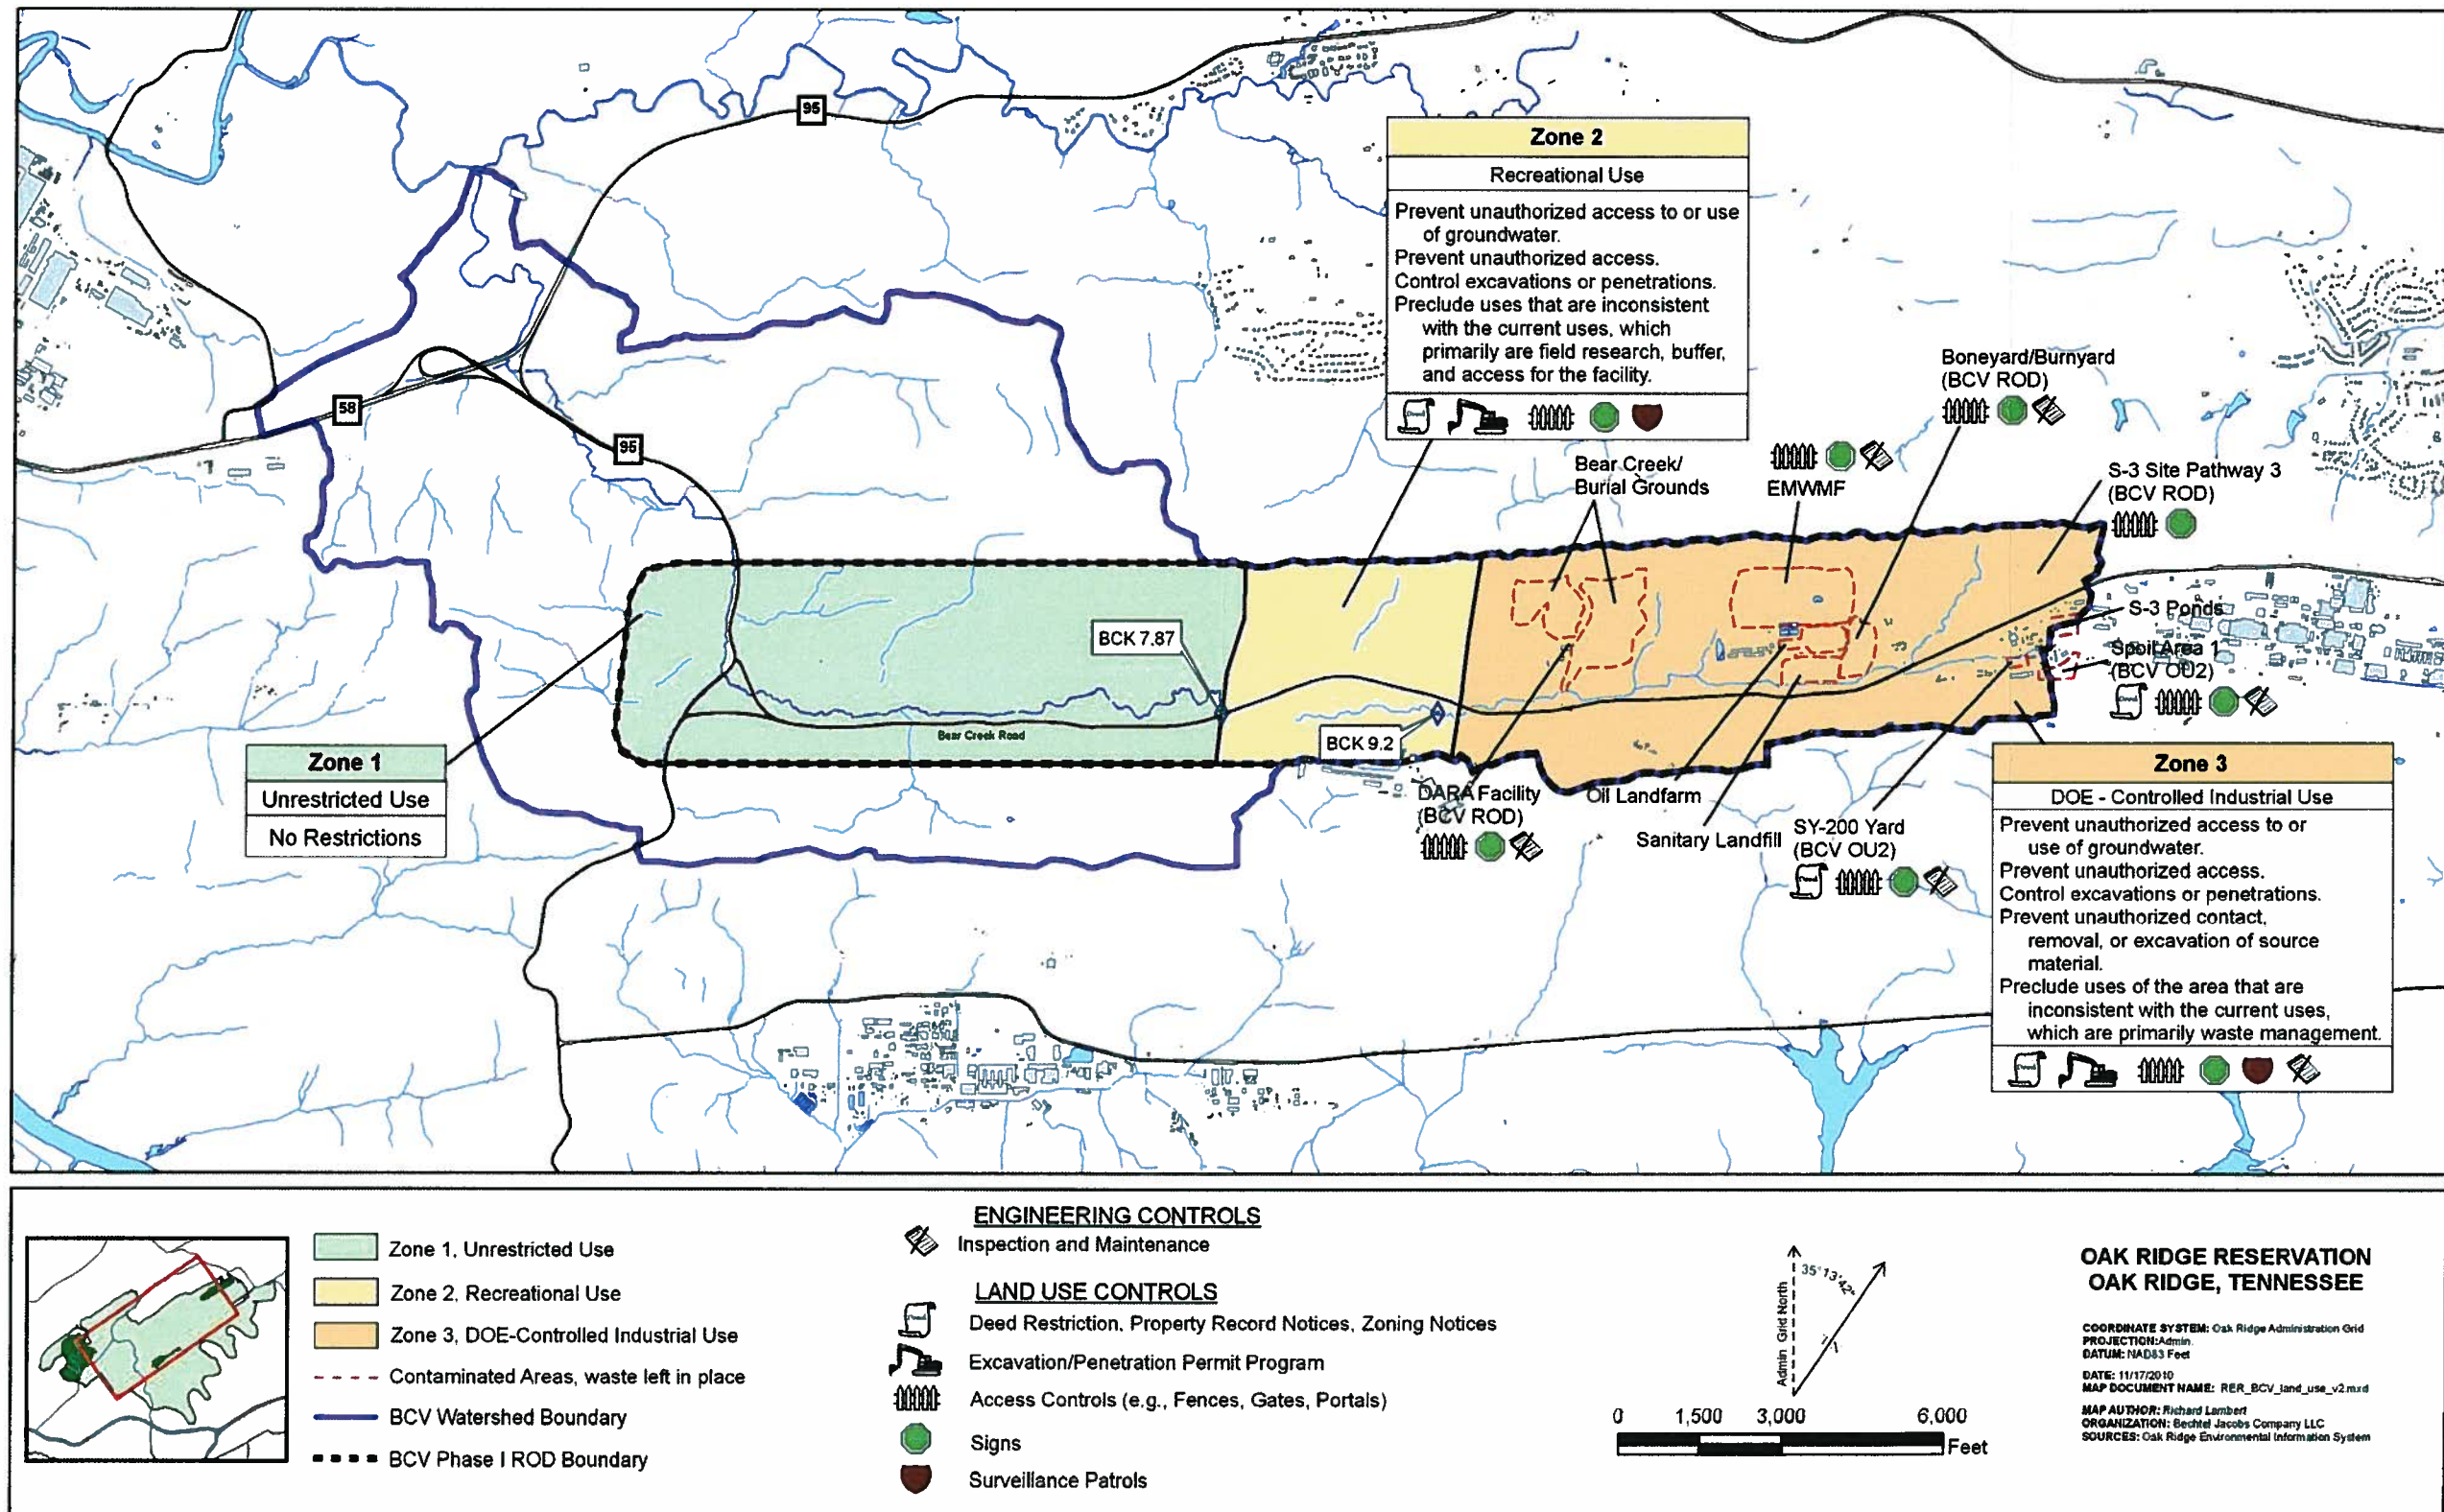 95
Zone 2
Recreational Use
Prevent unauthorized access to or use
of groundwater.
Prevent unauthorized access.
Control excavations or penetrations.
Preclude uses that are inconsistent
with the current uses, which
primarily are field research, buffer,
and access for the facility.
Boneyard/Burnyard
(BCV ROD)
58
95
Bear Creek/
Burial Grounds
EMWMF
S-3 Site Pathway 3
(BCV ROD)
S-3 Ponds
BCK 7.87
Spoil Area 1
(BCV OU2)
Bear Creek Road
BCK 9.2
Zone 1
Unrestricted Use
No Restrictions
DARA Facility
(BCV ROD)
Oil Landfarm
Sanitary Landfill
SY-200 Yard
(BCV OU2)
Zone 3
DOE - Controlled Industrial Use
Prevent unauthorized access to or
use of groundwater.
Prevent unauthorized access.
Control excavations or penetrations.
Prevent unauthorized contact,
removal, or excavation of source
material.
Preclude uses of the area that are
inconsistent with the current uses,
which are primarily waste management.
Zone 1, Unrestricted Use
Zone 2, Recreational Use
Zone 3, DOE-Controlled Industrial Use
Contaminated Areas, waste left in place
BCV Watershed Boundary
BCV Phase I ROD Boundary
ENGINEERING CONTROLS
Inspection and Maintenance
LAND USE CONTROLS
Deed Restriction, Property Record Notices, Zoning Notices
Excavation/Penetration Permit Program
Access Controls (e.g., Fences, Gates, Portals)
Signs
Surveillance Patrols
Admin Grid North
35°13'42"
0 1,500 3,000 6,000
Feet
OAK RIDGE RESERVATION
OAK RIDGE, TENNESSEE
COORDINATE SYSTEM: Oak Ridge Administration Grid
PROJECTION:Admin.
DATUM: NAD83 Feet
DATE: 11/17/2010
MAP DOCUMENT NAME: RER_BCV_land_use_v2.mxd
MAP AUTHOR: Richard Lambert
ORGANIZATION: Bechtel Jacobs Company LLC
SOURCES: Oak Ridge Environmental Information System